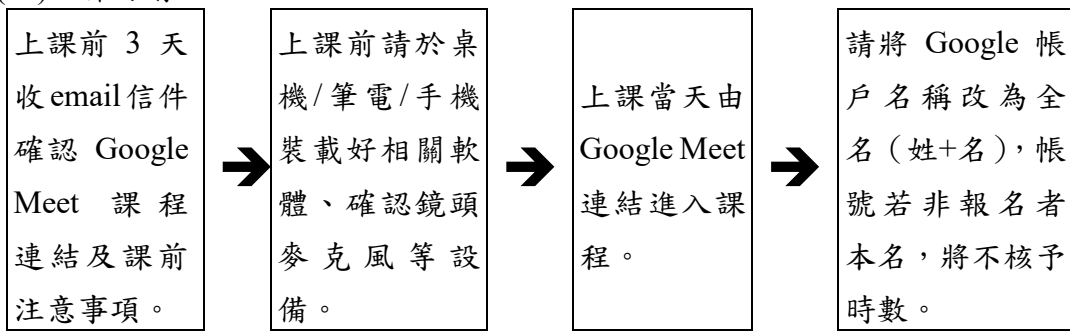 上課前 3 天
收 email 信件
確認 Google
Meet 課程
連結及課前
注意事項。
上課前請於桌
機/筆電/手機
裝載好相關軟
體、確認鏡頭
麥克風等設
備。
上課當天由
Google Meet
連結進入課
程。
請將 Google 帳
戶名稱改為全
名（姓+名），帳
號若非報名者
本名，將不核予
時數。